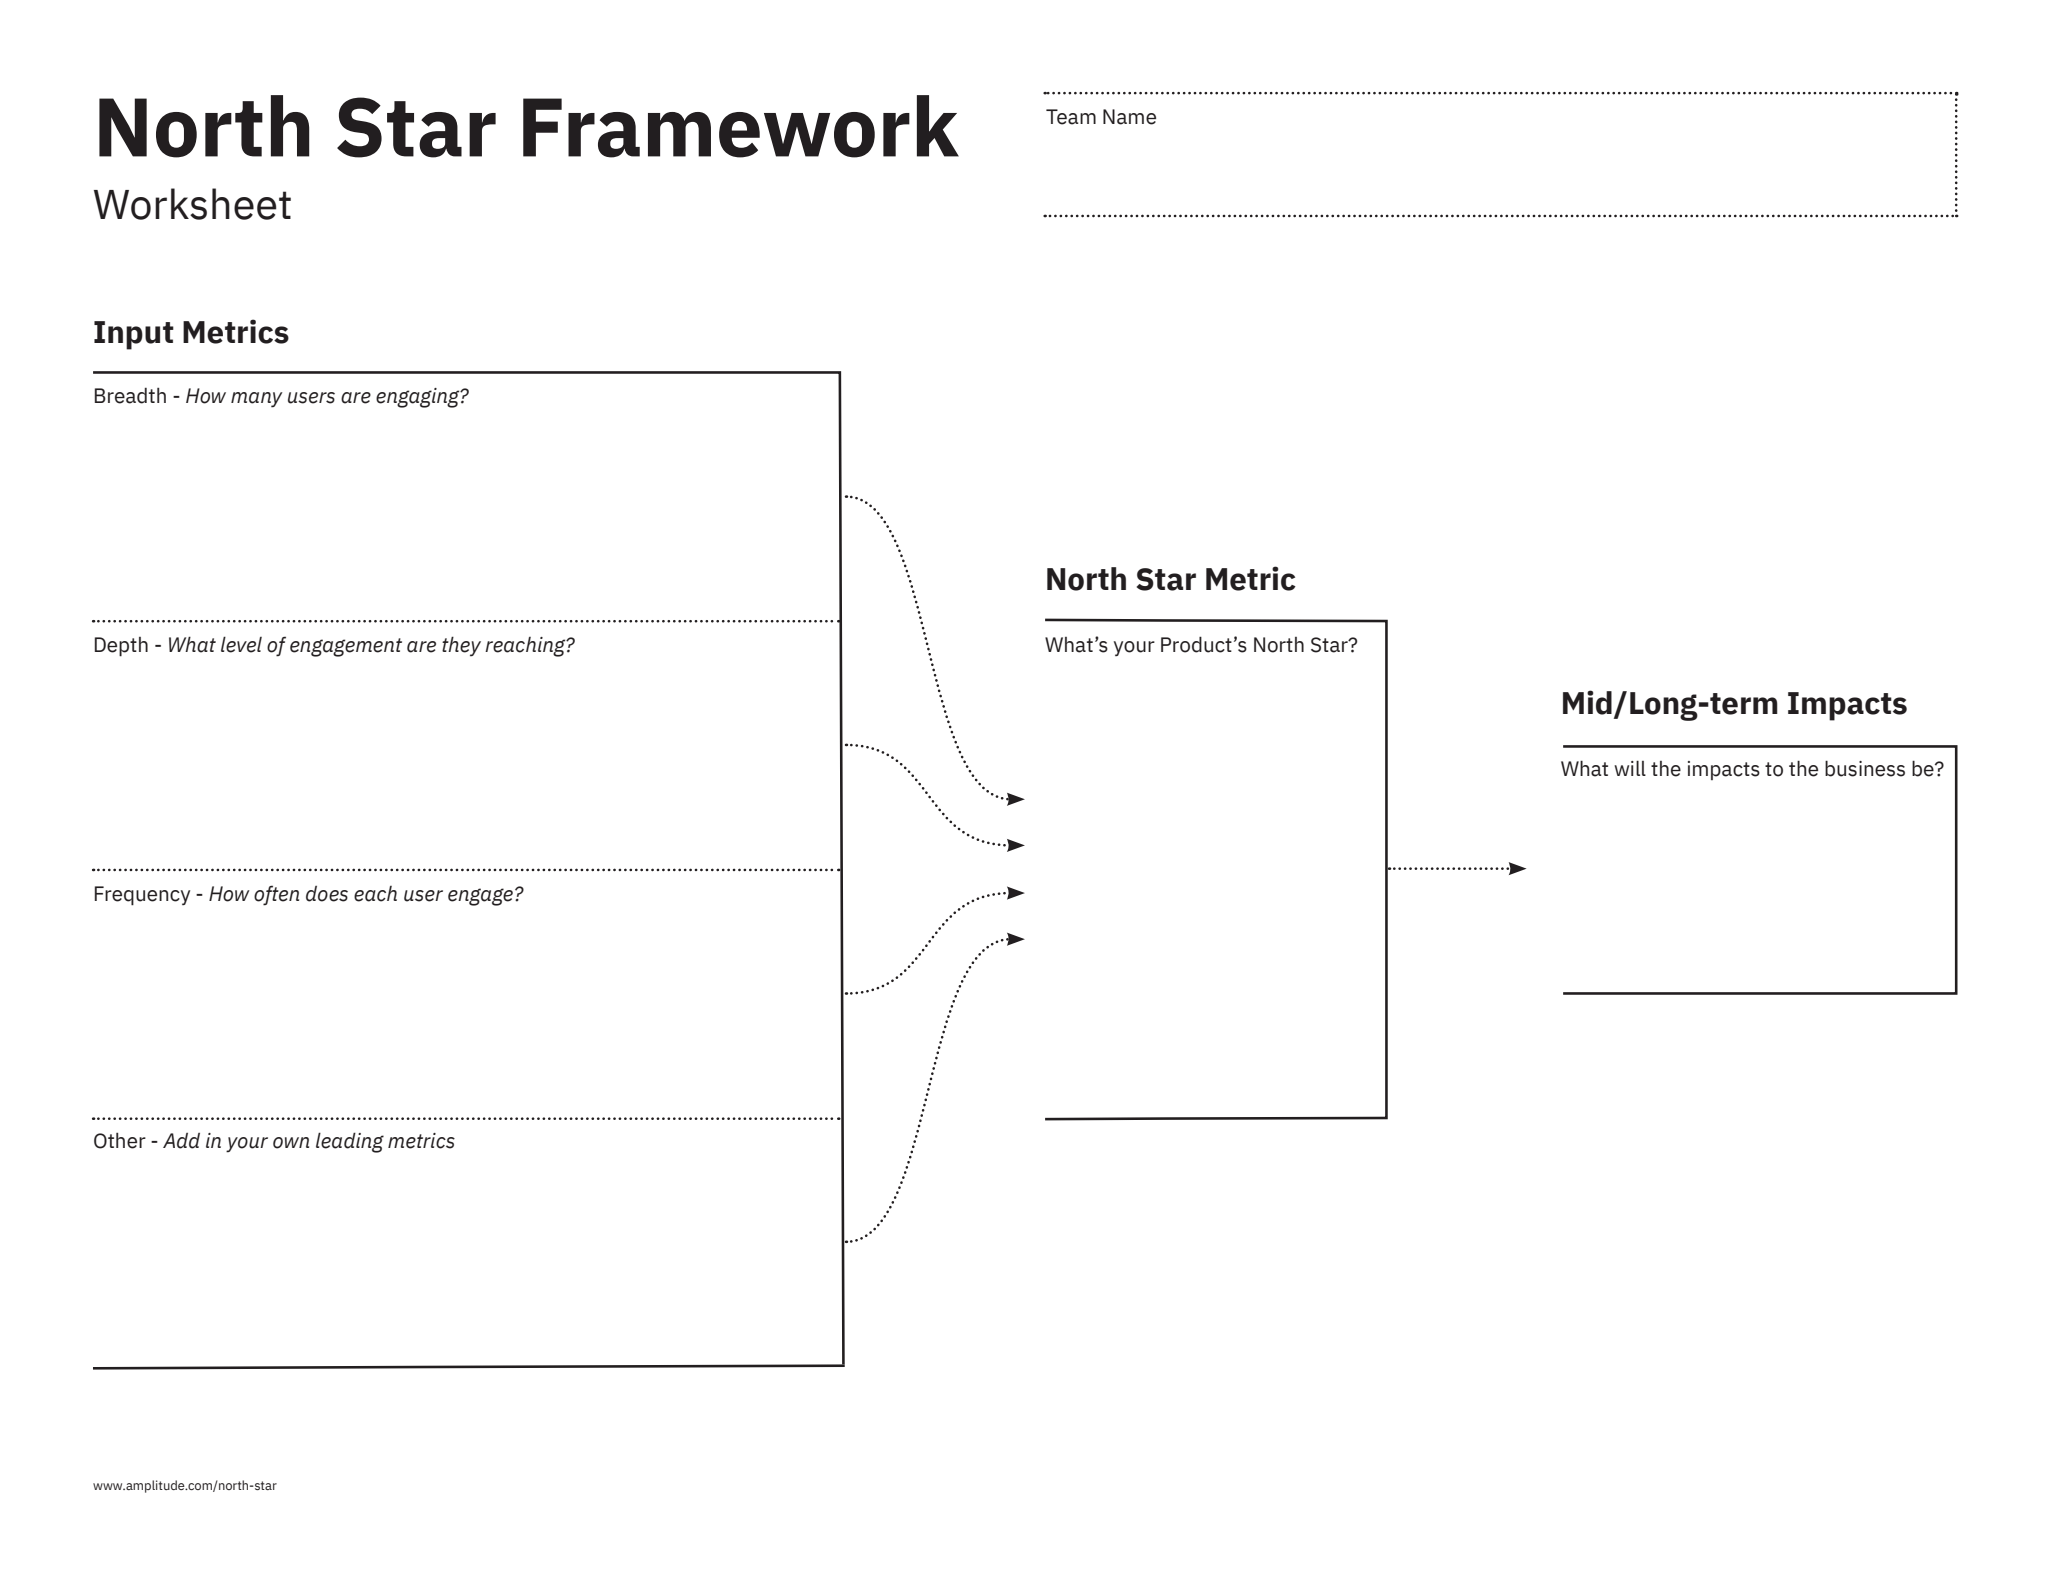 North Star Framework
Worksheet
Team Name
Input Metrics
Breadth - How many users are engaging?
Depth - What level of engagement are they reaching?
Frequency - How often does each user engage?
Other - Add in your own leading metrics
North Star Metric
What’s your Product’s North Star?
Mid/Long-term Impacts
What will the impacts to the business be?
www.amplitude.com/north-star